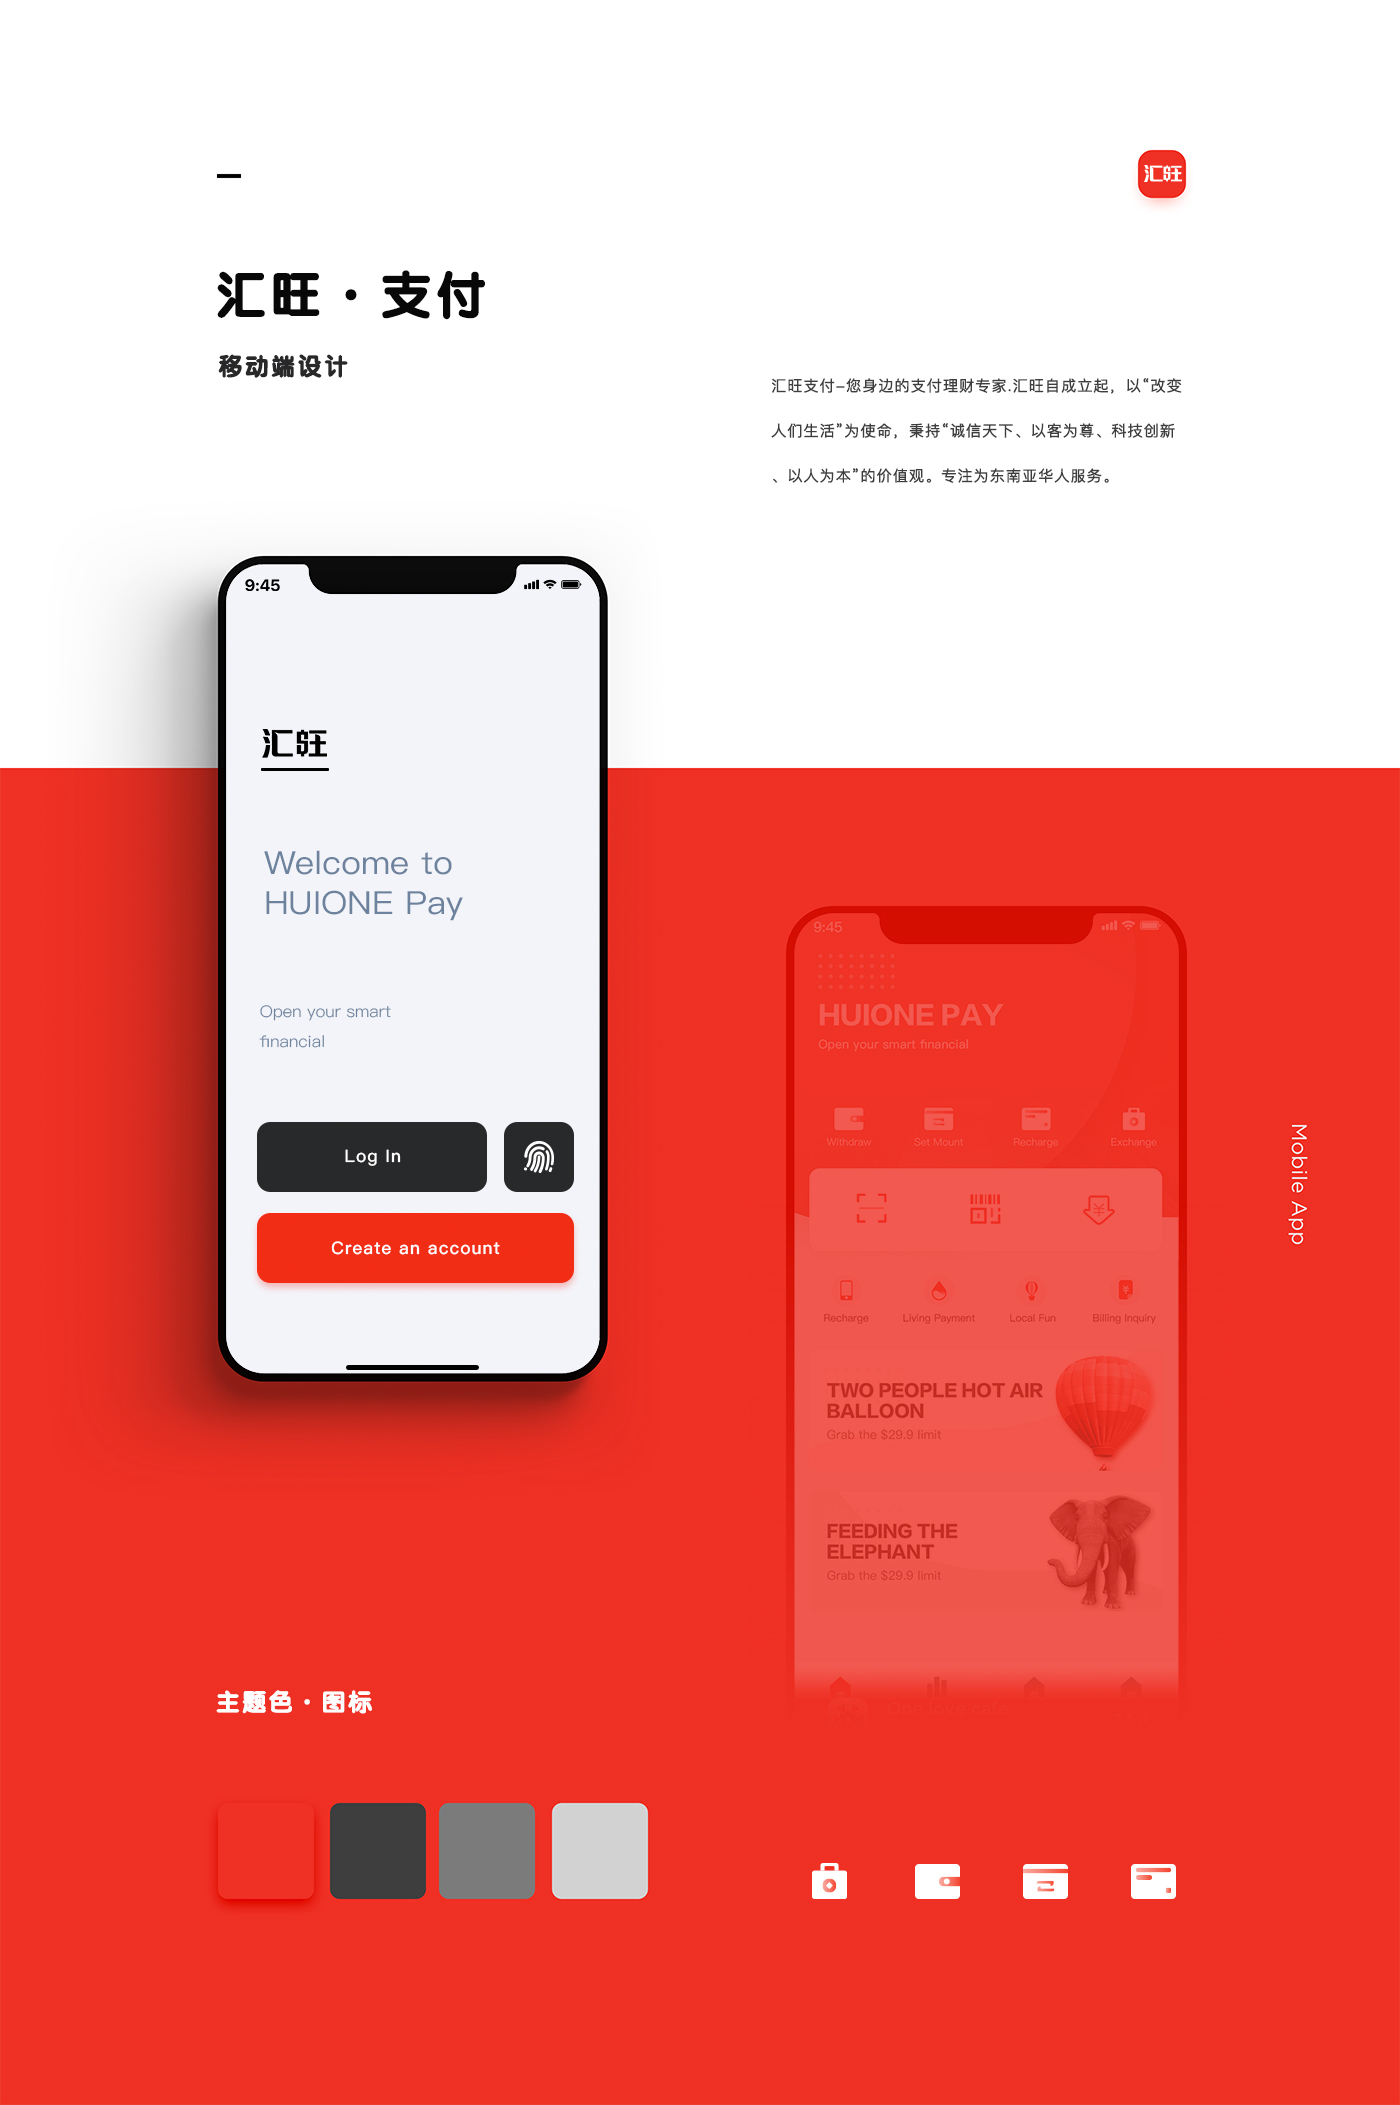 汇旺
汇旺 · 支付
移动端设计
汇旺支付–您身边的支付理财专家.汇旺自成立起，以“改变
人们生活”为使命，秉持“诚信天下、以客为尊、科技创新
、以人为本”的价值观。专注为东南亚华人服务。
9:45
汇旺
Welcome to
HUIONE Pay
Open your smart
financial
Log In
Create an account
9:45
HUIONE PAY
Open your smart financial
Withdraw
Set Mount
Recharge
Exchange
Recharge
Living Payment
Local Fun
Billing Inquiry
TWO PEOPLE HOT AIR
BALLOON
Grab the $29.9 limit
FEEDING THE
ELEPHANT
Grab the $29.9 limit
One love cafe
Mobile App
主题色 · 图标